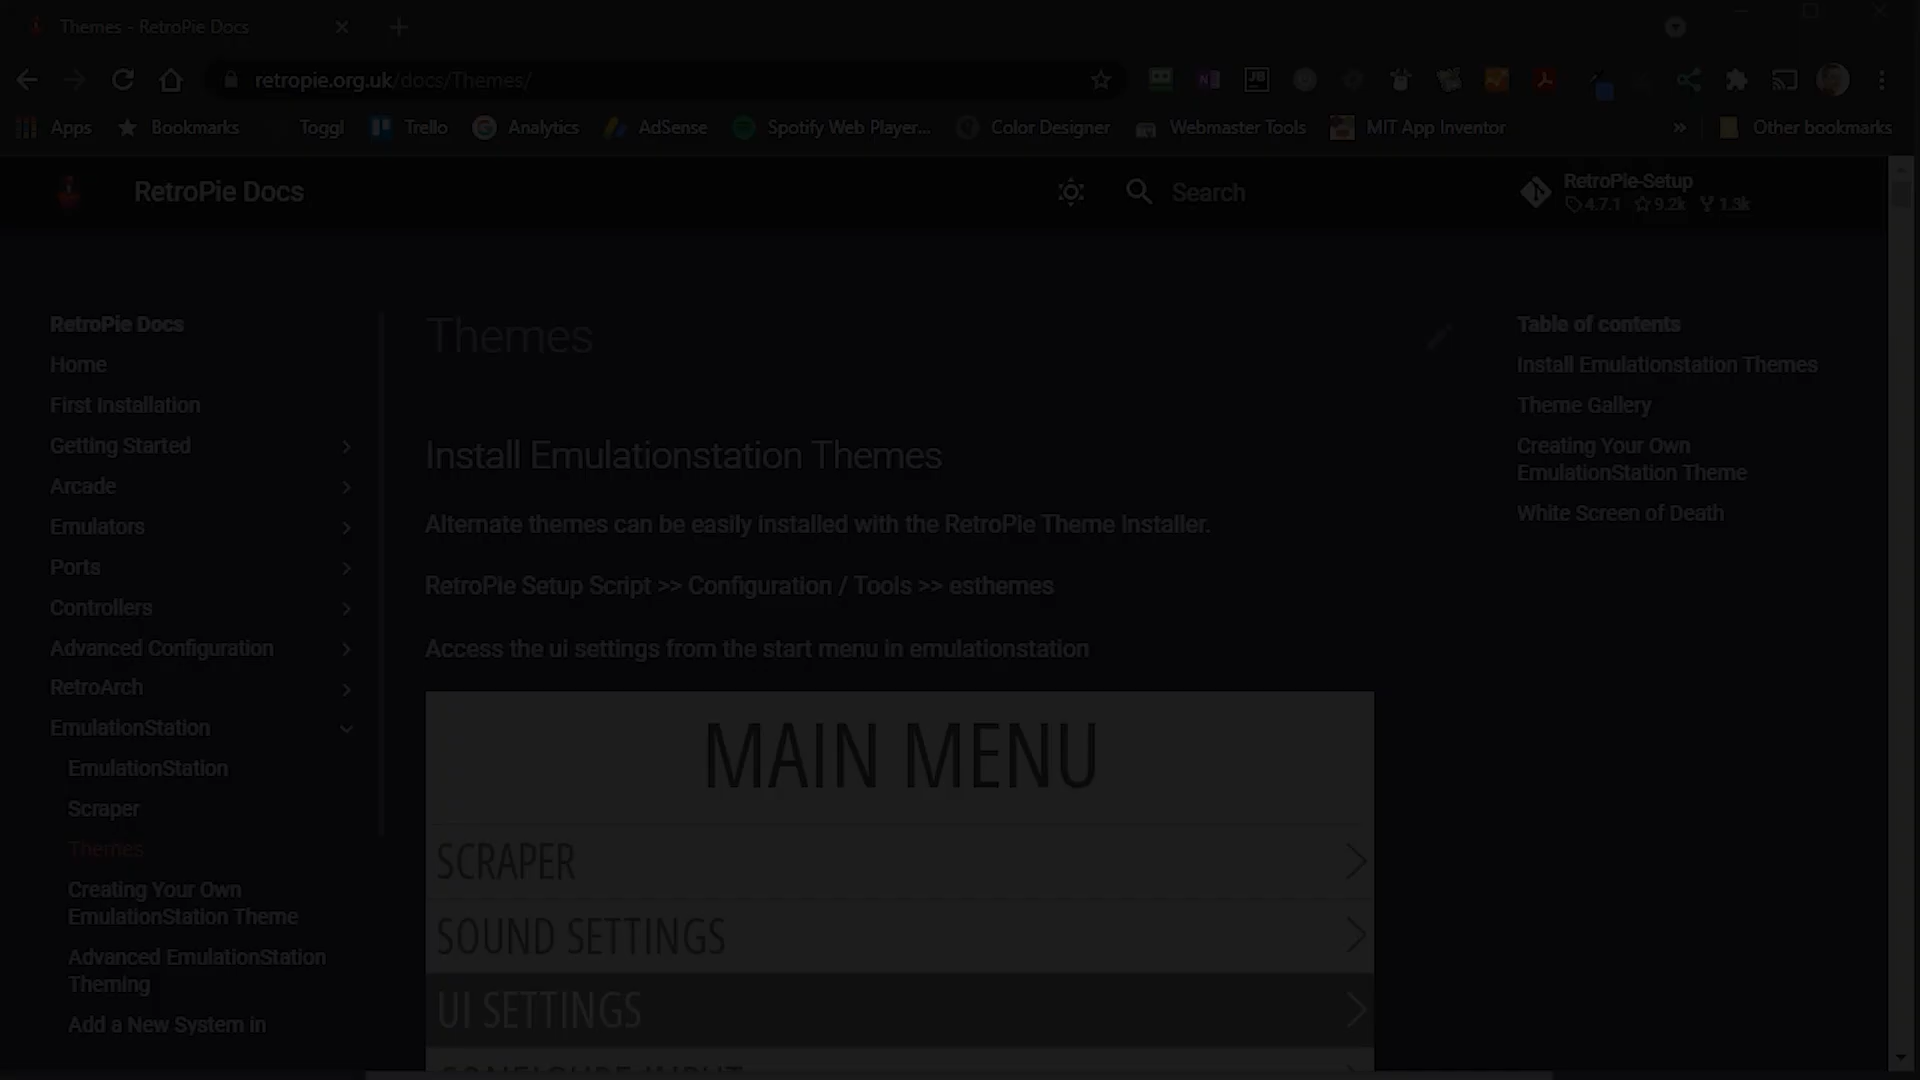 Themes - RetroPie Docs
retropie.org.uk/docs/Themes/
JB
Apps
Bookmarks
Toggl
Trello
Analytics
AdSense
Spotify Web Player...
Color Designer
Webmaster Tools
MIT App Inventor
»
Other bookmarks
RetroPie Docs
Search
RetroPie-Setup
4.7.1 9.2k 1.3k
RetroPie Docs
Home
First Installation
Getting Started
Arcade
Emulators
Ports
Controllers
Advanced Configuration
RetroArch
EmulationStation
EmulationStation
Scraper
Themes
Creating Your Own
EmulationStation Theme
Advanced EmulationStation
Theming
Add a New System in
Themes
Install Emulationstation Themes
Alternate themes can be easily installed with the RetroPie Theme Installer.
RetroPie Setup Script >> Configuration / Tools >> esthemes
Access the ui settings from the start menu in emulationstation
MAIN MENU
SCRAPER
SOUND SETTINGS
UI SETTINGS
CONFIGURE INPUT
Table of contents
Install Emulationstation Themes
Theme Gallery
Creating Your Own
EmulationStation Theme
White Screen of Death